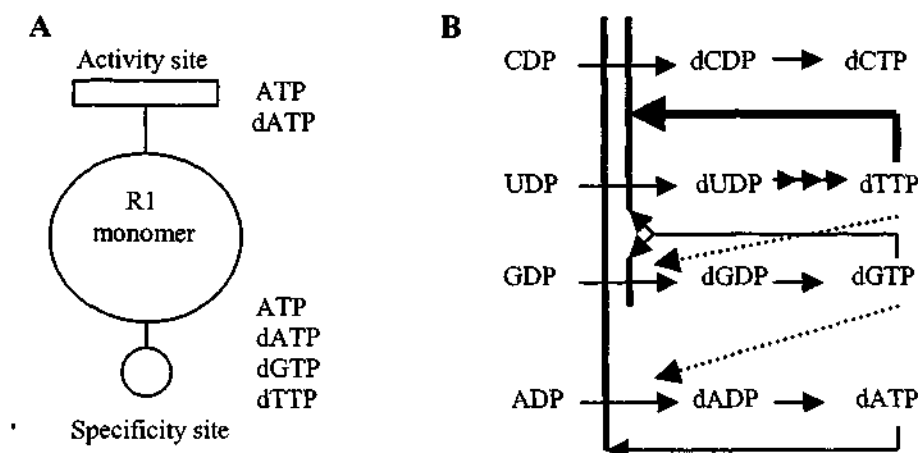 A
Activity site
ATP
dATP
R1
monomer
ATP
dATP
dGTP
dTTP
Specificity site
B
CDP dCDP dCTP
UDP dUDP dTTP
GDP dGDP dGTP
ADP dADP dATP